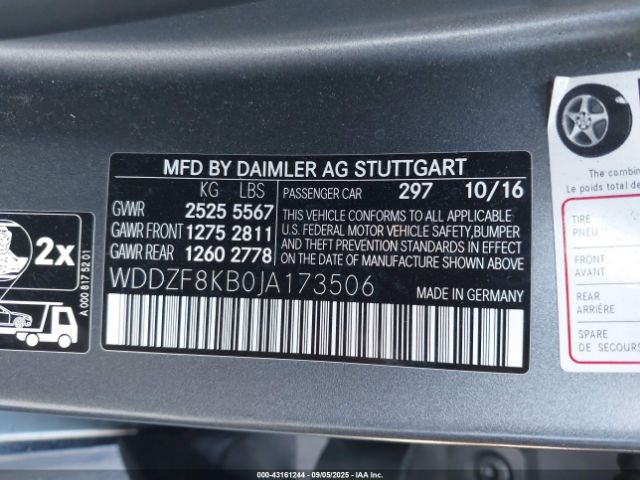 MFD BY DAIMLER AG STUTTGART
KG LBS
GVWR 2525 5567
GAWR FRONT 1275 2811
GAWR REAR 1260 2778
PASSENGER CAR 297 10/16
THIS VEHICLE CONFORMS TO ALL APPLICABLE
U.S. FEDERAL MOTOR VEHICLE SAFETY,BUMPER
AND THEFT PREVENTION STANDARDS IN EFFECT
ON THE DATE OF MANUFACTURE SHOWN ABOVE.
WDDZF8KB0JA173506
MADE IN GERMANY
2x
A 000 817 52 01
The combin
Le poids total de
TIRE
PNEU
FRONT
AVANT
REAR
ARRIÈRE
SPARE
DE SECOURS
000-43161244 - 09/05/2025 - IAAI.COM